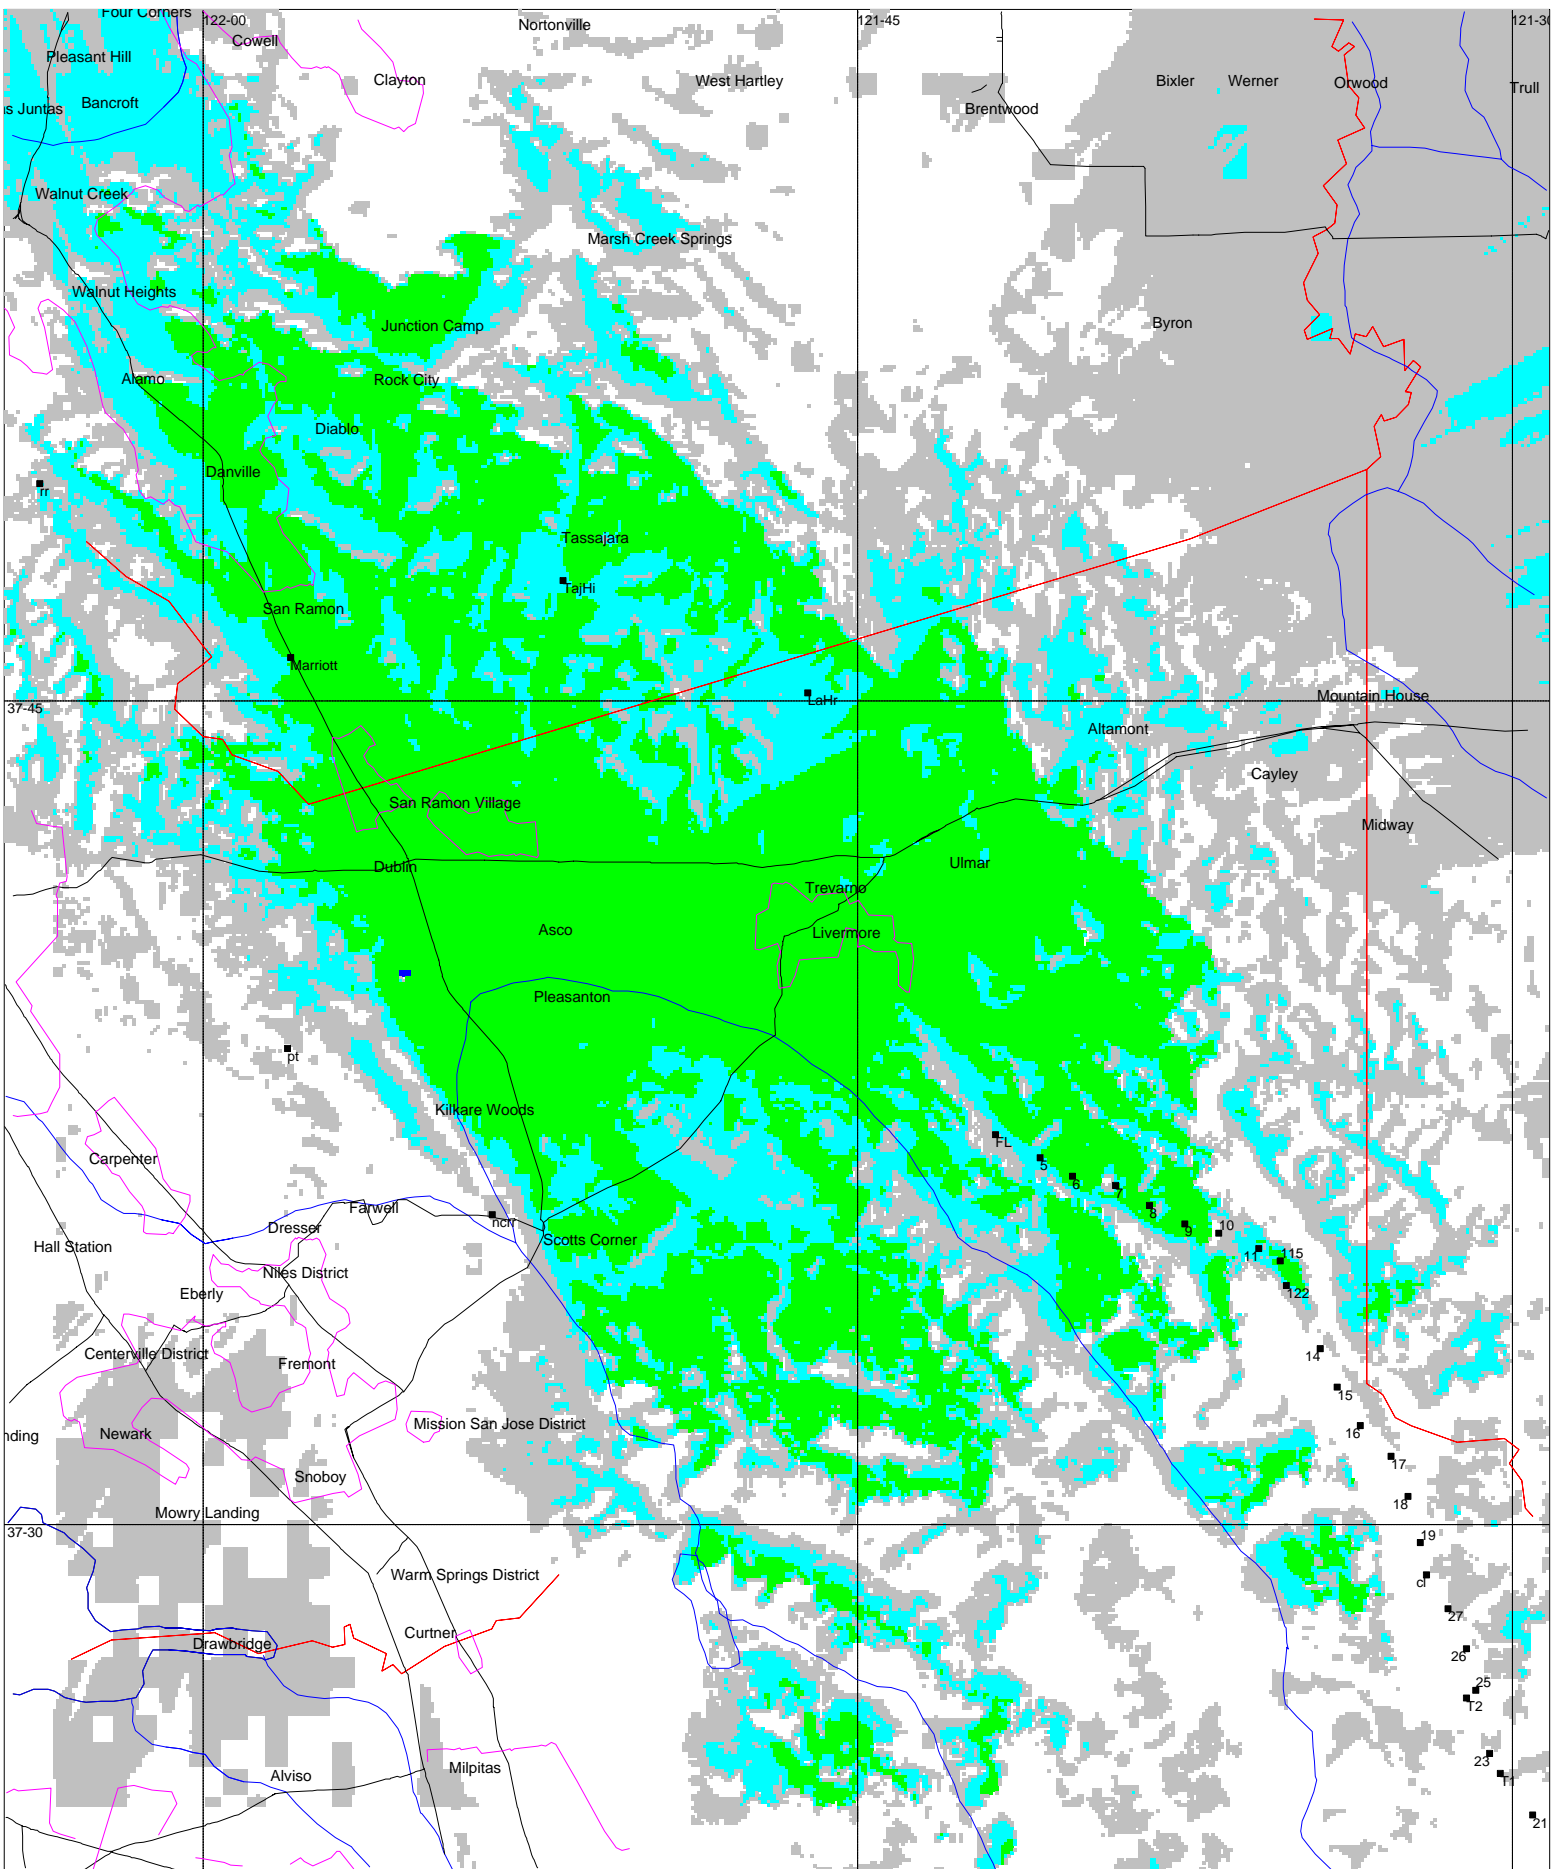 Four Corners
122-00
Nortonville
121-45
121-30
Cowell
Pleasant Hill
Clayton
West Hartley
Bixler
Werner
Orwood
Trull
as Juntas
Bancroft
Brentwood
Walnut Creek
Marsh Creek Springs
Walnut Heights
Junction Camp
Byron
Alamo
Rock City
Diablo
Danville
rr
Tassajara
TajHi
San Ramon
Marriott
LaHr
Mountain House
37-45
Altamont
Cayley
San Ramon Village
Midway
Dublin
Ulmar
Trevarno
Asco
Livermore
Pleasanton
pt
Kilkare Woods
FL
Carpenter
5
6
7
8
Farwell
ncr
9
10
Dresser
Scotts Corner
Hall Station
11
115
Niles District
Eberly
122
Centerville District
Fremont
14
15
Mission San Jose District
nding
Newark
16
17
Snoboy
18
Mowry Landing
37-30
19
Warm Springs District
cl
27
Curtner
Drawbridge
26
25
T2
23
Alviso
Milpitas
T1
21